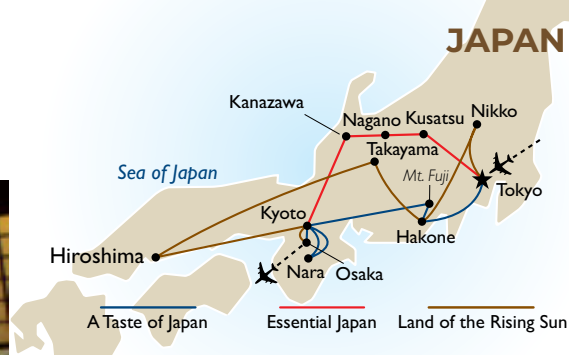 JAPAN
Kanazawa
Nagano
Kusatsu
Nikko
Takayama
Sea of Japan
Mt. Fuji
Tokyo
Kyoto
Hakone
Hiroshima
Nara
Osaka
A Taste of Japan
Essential Japan
Land of the Rising Sun